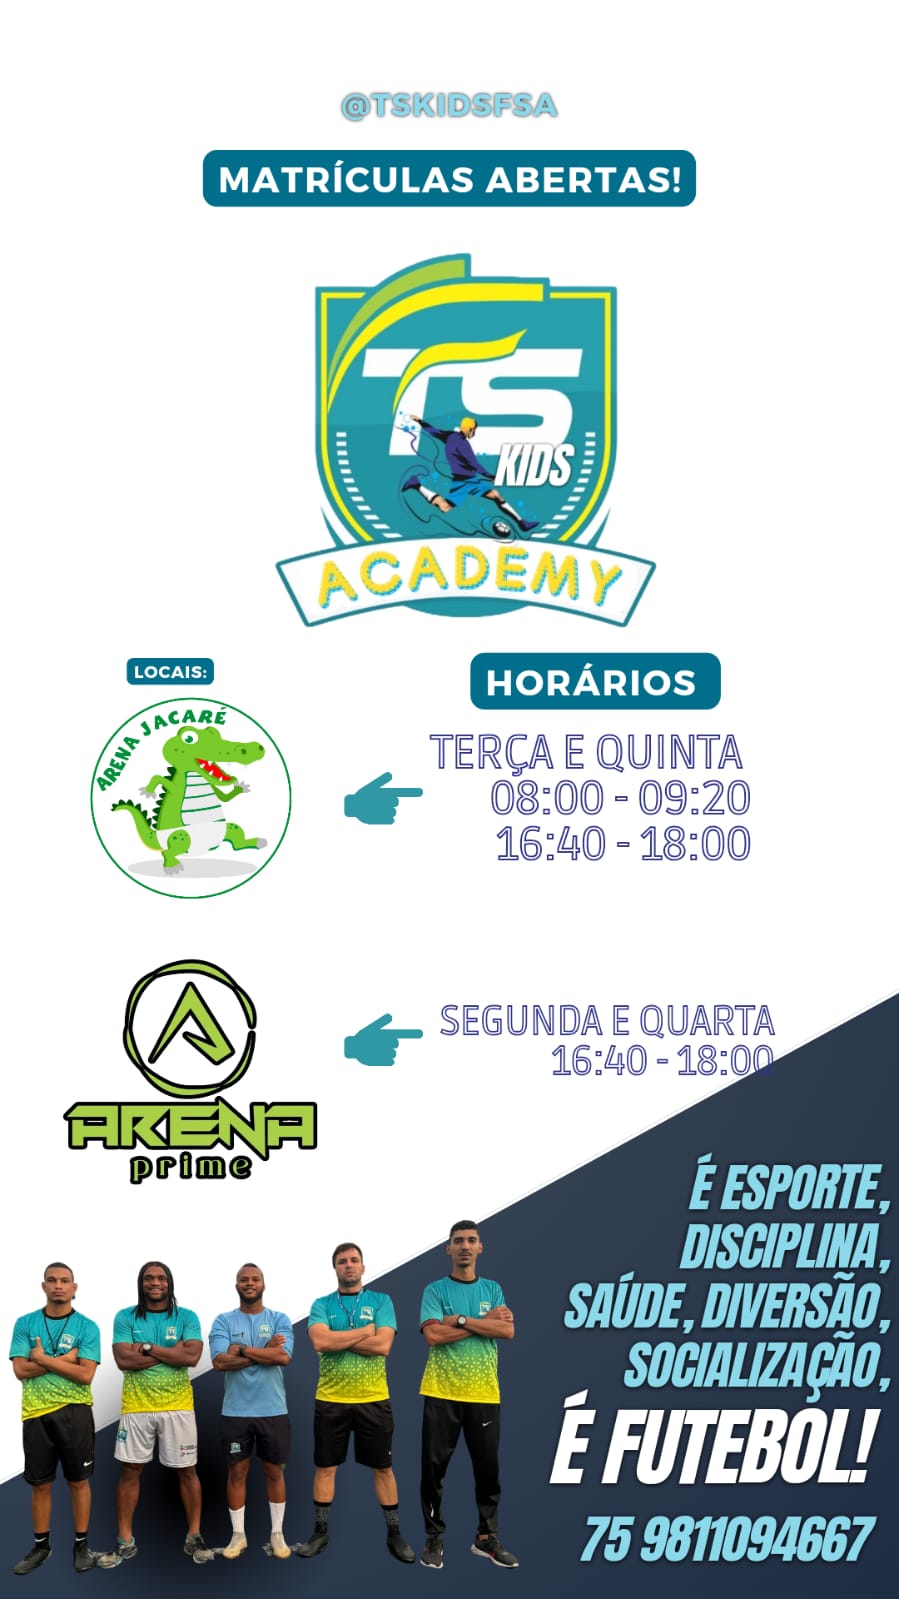 @TSKIDSFSA
MATRÍCULAS ABERTAS!
TS
KIDS
ACADEMY
LOCAIS:
ARENA JACARÉ
HORÁRIOS
TERÇA E QUINTA
08:00 - 09:20
16:40 - 18:00
ARENA
prime
SEGUNDA E QUARTA
16:40 - 18:00
É ESPORTE,
DISCIPLINA,
SAÚDE, DIVERSÃO,
SOCIALIZAÇÃO,
É FUTEBOL!
75 9811094667